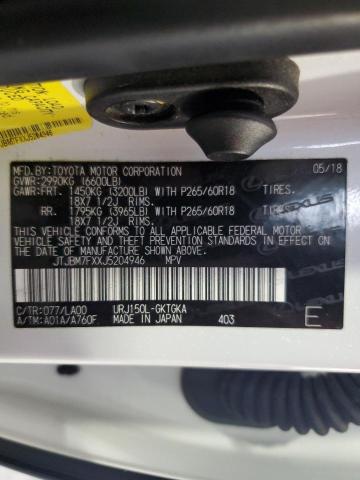 JBM7FXXJ5204946
MFD. BY: TOYOTA MOTOR CORPORATION 05/18
GVWR: 2990KG (6600LB)
GAWR: FRT. 1450KG (3200LB) WITH P265/60R18 TIRES.
18X7 1/2J RIMS.
RR. 1795KG (3965LB) WITH P265/60R18 TIRES.
18X7 1/2J RIMS.
THIS VEHICLE CONFORMS TO ALL APPLICABLE
FEDERAL MOTOR VEHICLE SAFETY AND
THEFT PREVENTION STANDARDS IN EFFECT ON
THE DATE OF MANUFACTURE SHOWN ABOVE.
JTJBM7FXXJ5204946 MPV
C/TR: 077/LA00 URJ150L-GKTGKA
A/TM: A01A/A760F MADE IN JAPAN 403 E
LEXUS